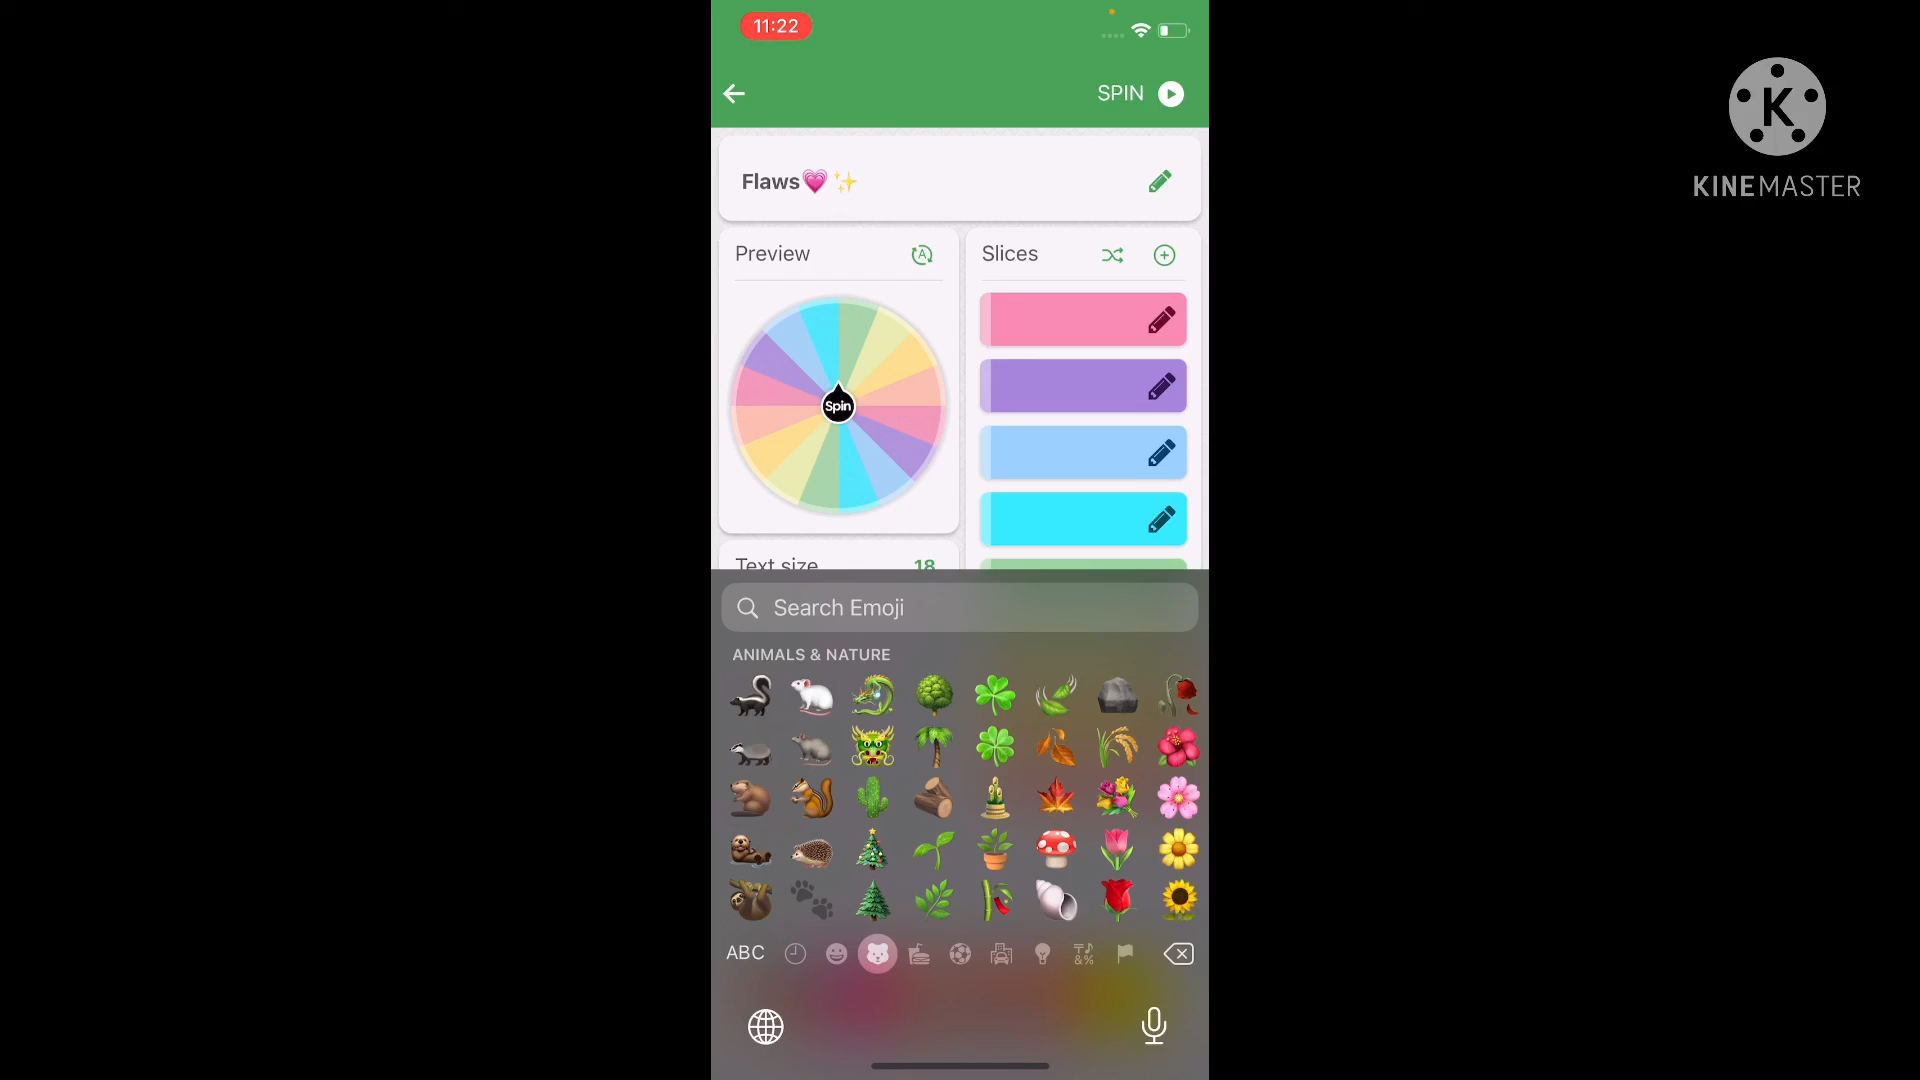 11:22
SPIN
Flaws💗✨
Preview
A
Slices
Spin
Text size 18
Search Emoji
ANIMALS & NATURE
ABC
K
KINEMASTER